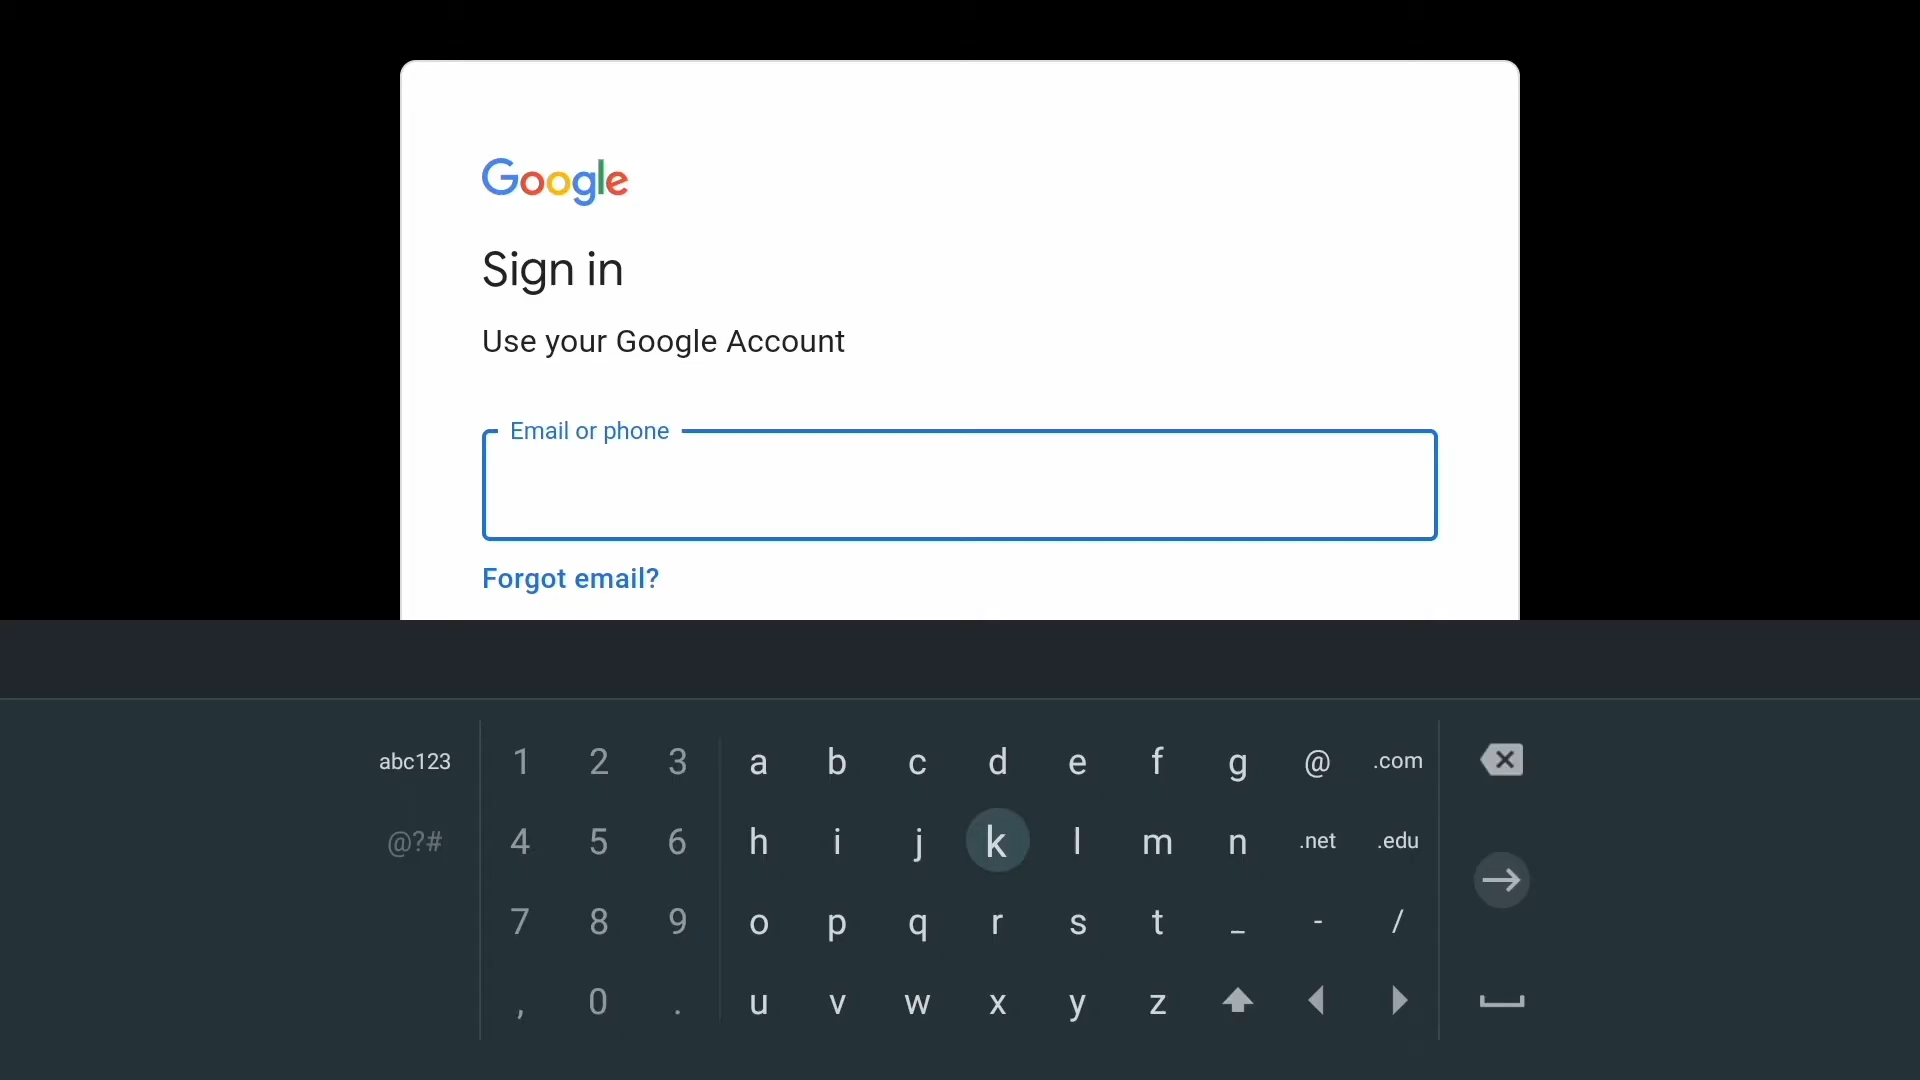 Google
Sign in
Use your Google Account
Email or phone
Forgot email?
abc123 1 2 3 a b c d e f g @ .com
@?# 4 5 6 h i j k l m n .net .edu
7 8 9 o p q r s t _ - /
, 0 . u v w x y z